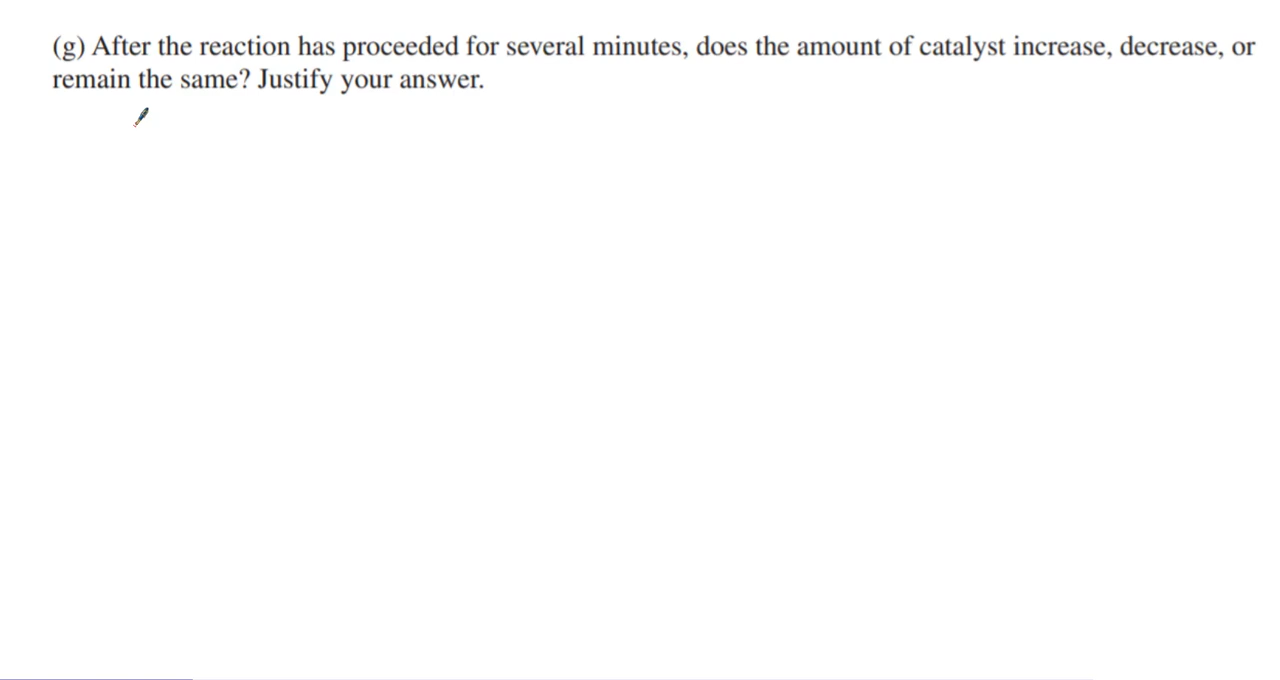 (g) After the reaction has proceeded for several minutes, does the amount of catalyst increase, decrease, or
remain the same? Justify your answer.